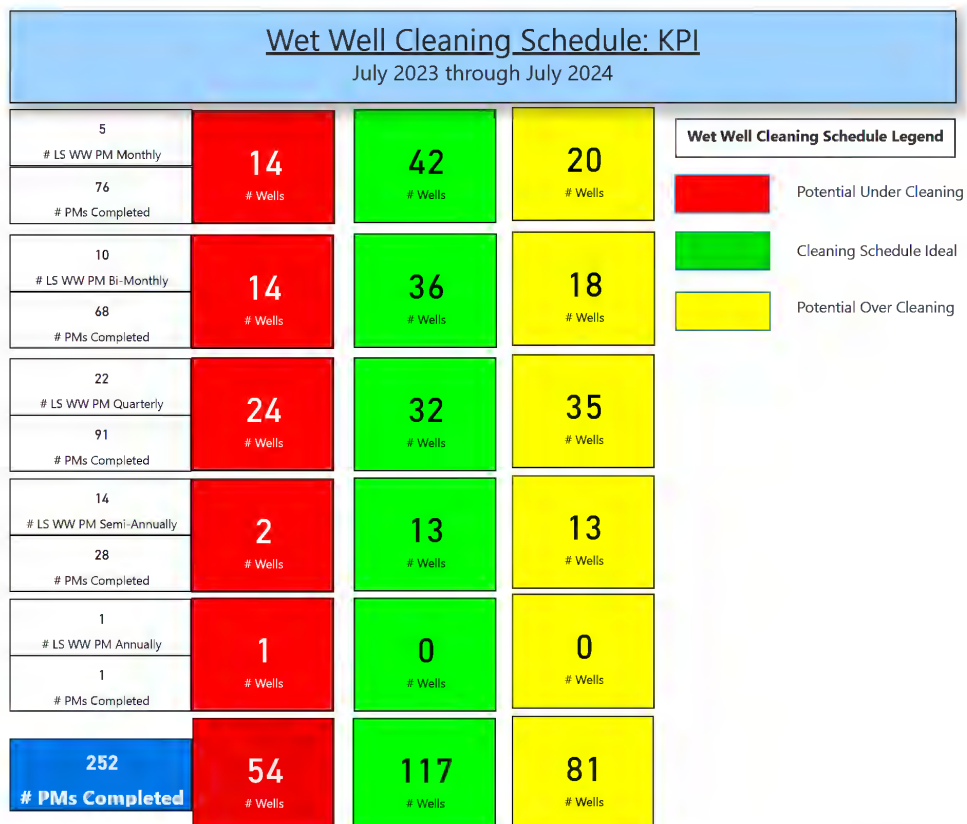 Wet Well Cleaning Schedule: KPI
July 2023 through July 2024
5
# LS WW PM Monthly
76
# PMs Completed
14
# Wells
42
# Wells
20
# Wells
Wet Well Cleaning Schedule Legend
Potential Under Cleaning
Cleaning Schedule Ideal
Potential Over Cleaning
10
# LS WW PM Bi-Monthly
68
# PMs Completed
14
# Wells
36
# Wells
18
# Wells
22
# LS WW PM Quarterly
91
# PMs Completed
24
# Wells
32
# Wells
35
# Wells
14
# LS WW PM Semi-Annually
28
# PMs Completed
2
# Wells
13
# Wells
13
# Wells
1
# LS WW PM Annually
1
# PMs Completed
1
# Wells
0
# Wells
0
# Wells
252
# PMs Completed
54
# Wells
117
# Wells
81
# Wells